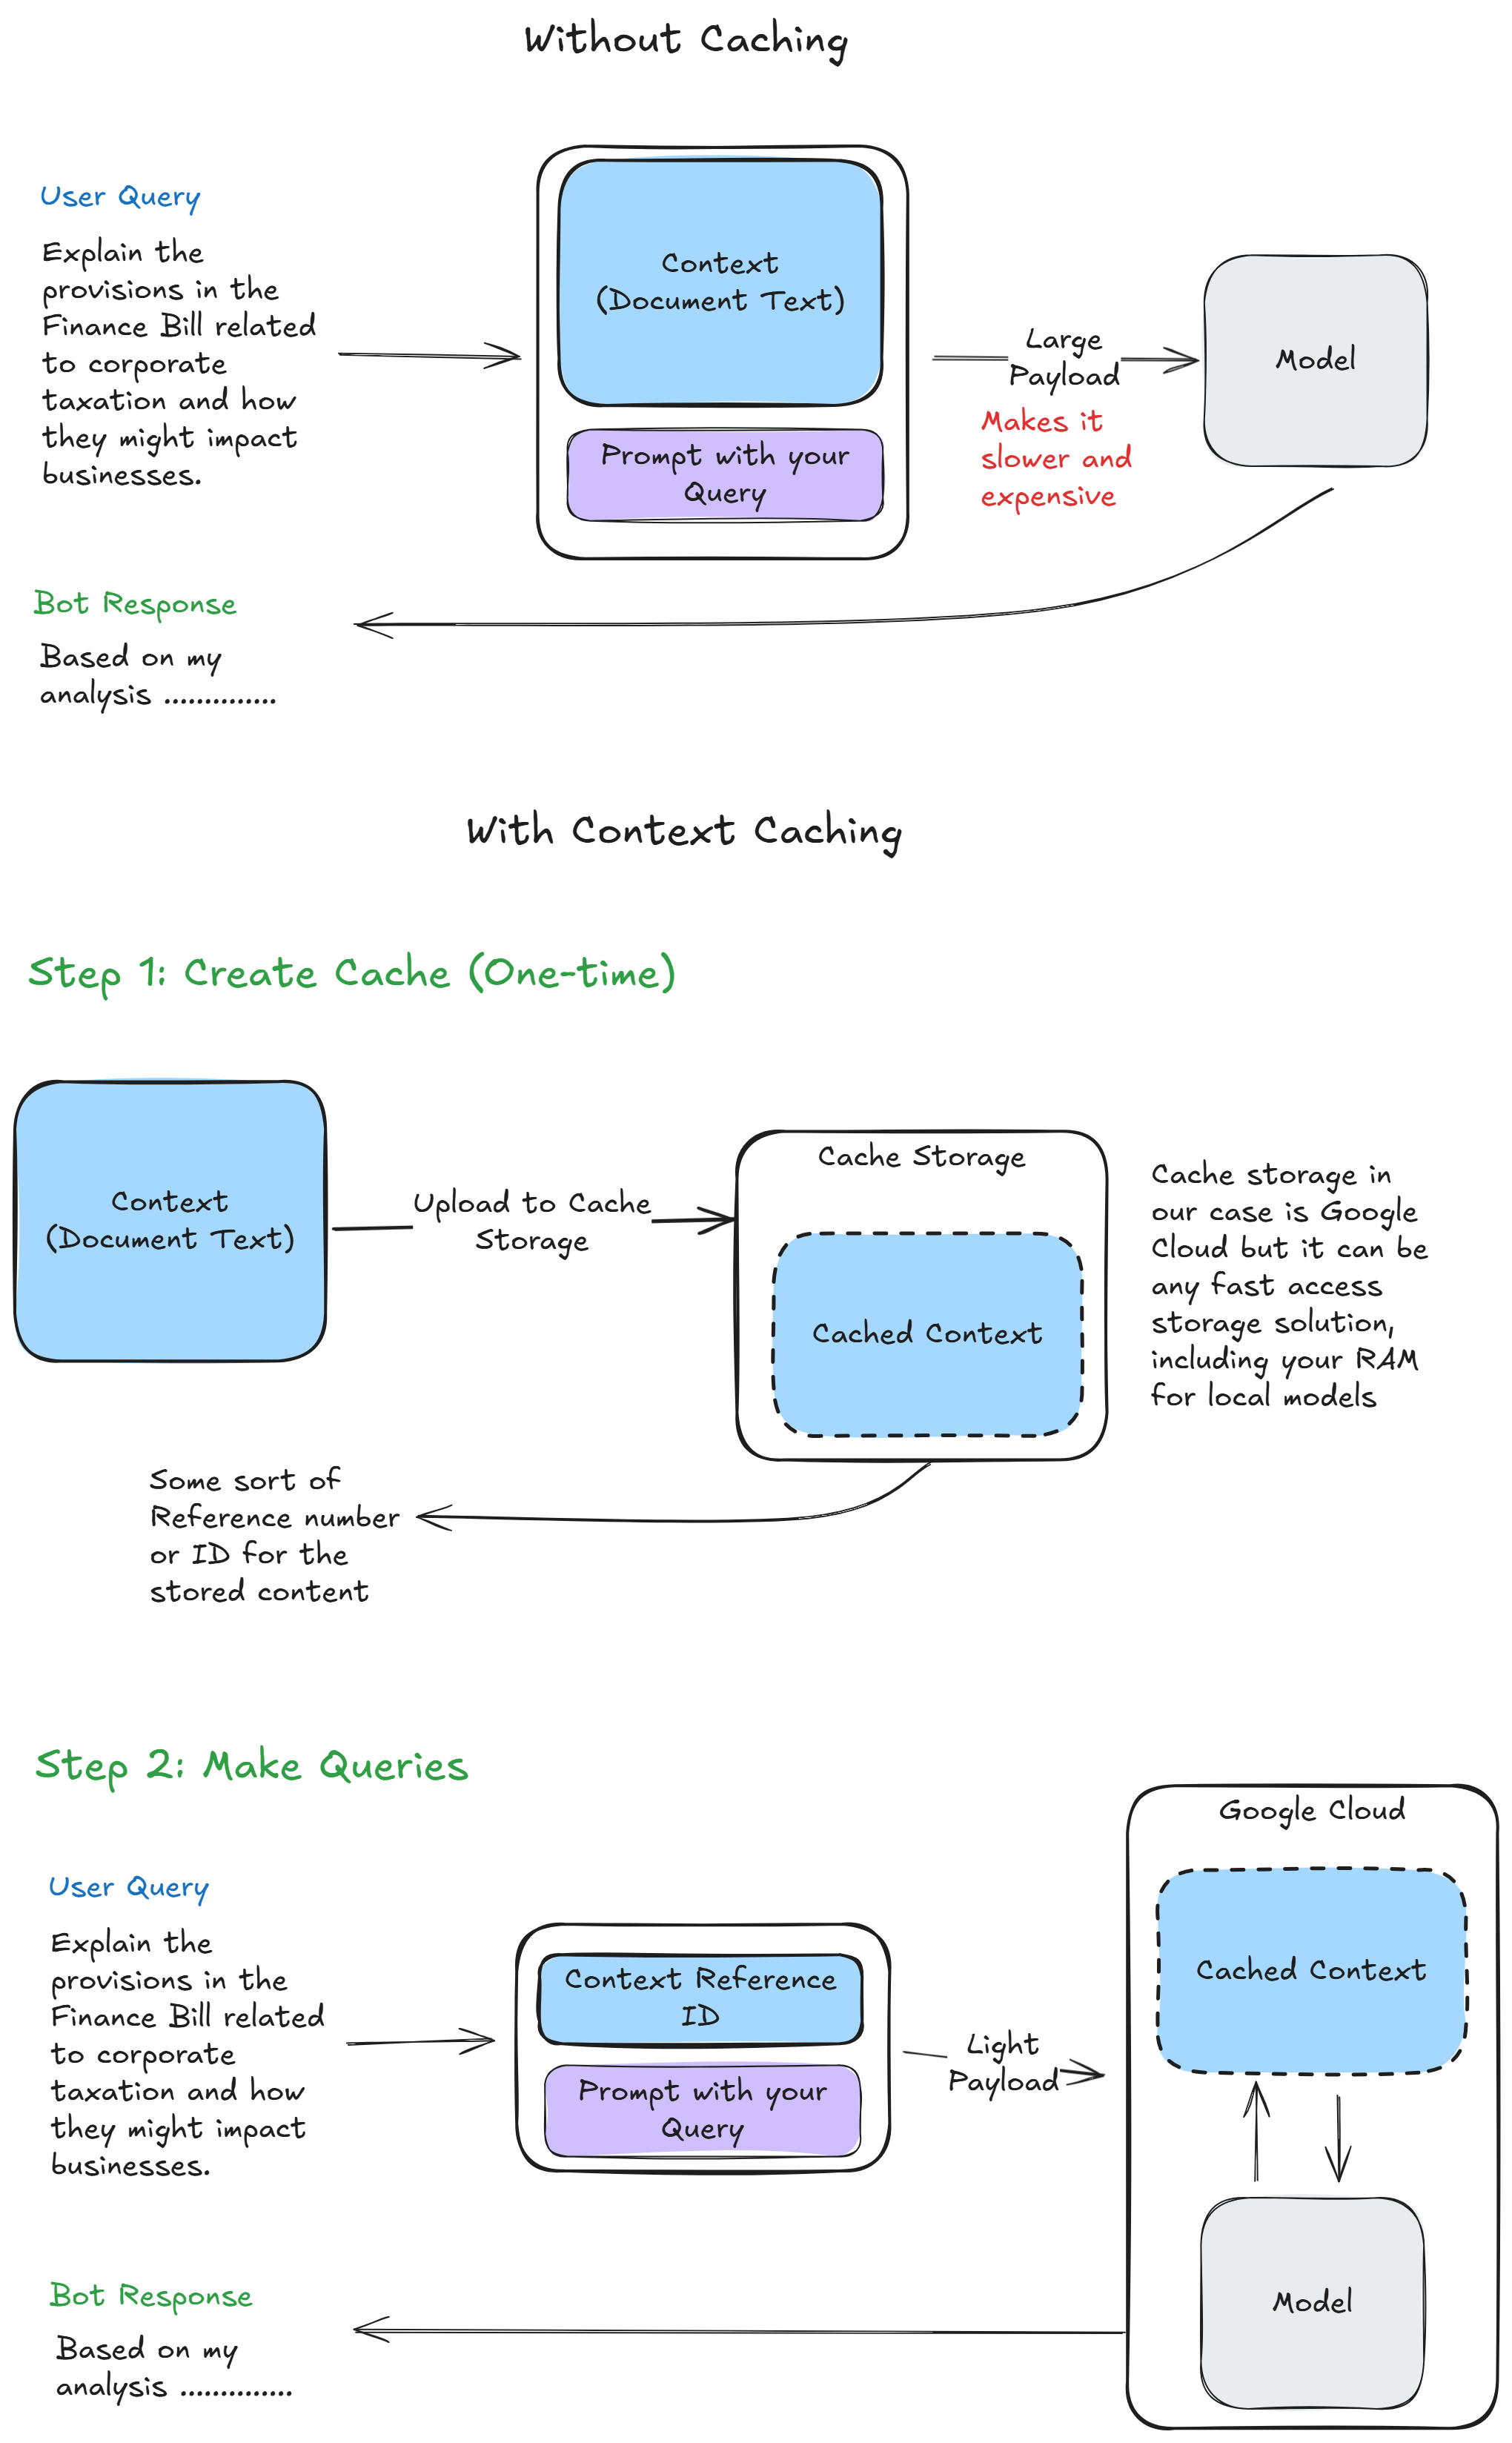 Without Caching
User Query
Explain the
provisions in the
Finance Bill related
to corporate
taxation and how
they might impact
businesses.
Context
(Document Text)
Prompt with your
Query
Large
Payload
Makes it
slower and
expensive
Model
Bot Response
Based on my
analysis ..............
With Context Caching
Step 1: Create Cache (One-time)
Context
(Document Text)
Upload to Cache
Storage
Cache Storage
Cached Context
Cache storage in
our case is Google
Cloud but it can be
any fast access
storage solution,
including your RAM
for local models
Some sort of
Reference number
or ID for the
stored content
Step 2: Make Queries
User Query
Explain the
provisions in the
Finance Bill related
to corporate
taxation and how
they might impact
businesses.
Context Reference
ID
Prompt with your
Query
Light
Payload
Google Cloud
Cached Context
Model
Bot Response
Based on my
analysis ..............